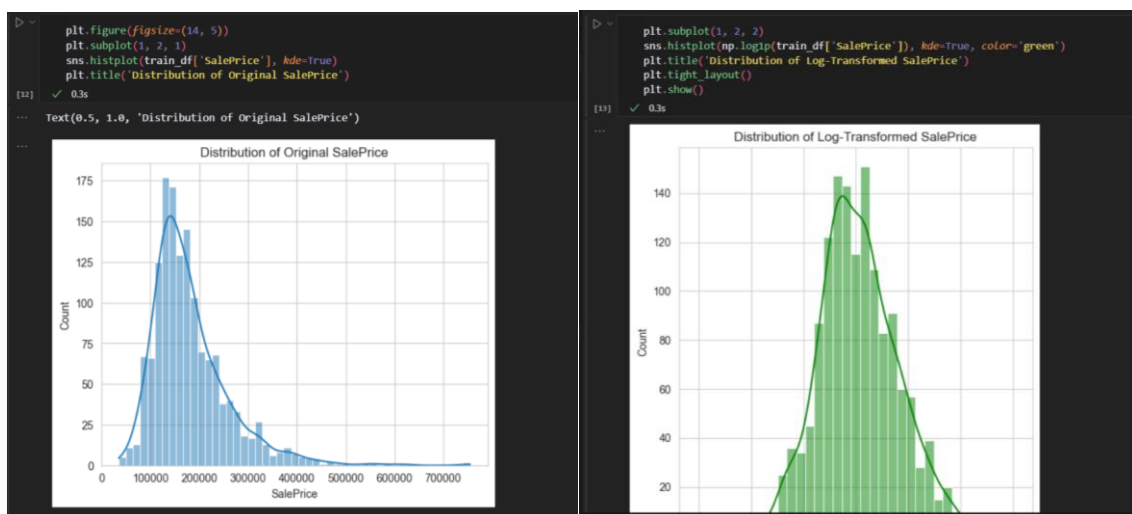 plt.figure(figsize=(14, 5))
plt.subplot(1, 2, 1)
sns.histplot(train_df['SalePrice'], kde=True)
plt.title('Distribution of Original SalePrice')
[12] ✓ 0.3s
... Text(0.5, 1.0, 'Distribution of Original SalePrice')
...
Distribution of Original SalePrice
175
150
125
100
75
50
25
0
Count
0 100000 200000 300000 400000 500000 600000 700000
SalePrice
plt.subplot(1, 2, 2)
sns.histplot(np.log1p(train_df['SalePrice']), kde=True, color='green')
plt.title('Distribution of Log-Transformed SalePrice')
plt.tight_layout()
plt.show()
[13] ✓ 0.3s
...
Distribution of Log-Transformed SalePrice
140
120
100
80
60
40
20
Count